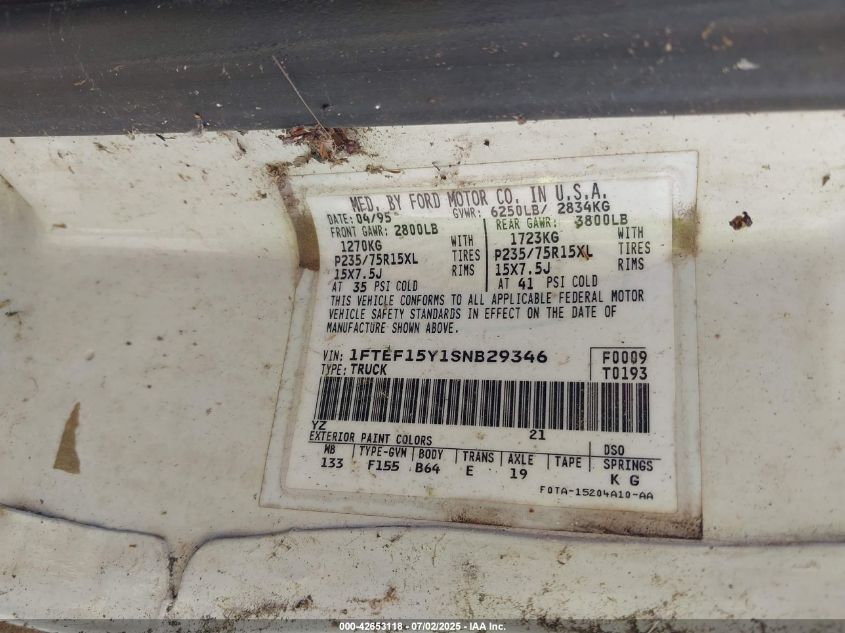 MFD. BY FORD MOTOR CO. IN U.S.A.
DATE: 04/95 GVWR: 6250LB/ 2834KG
FRONT GAWR: 2800LB REAR GAWR: 3800LB
1270KG WITH 1723KG WITH
P235/75R15XL TIRES P235/75R15XL TIRES
15X7.5J RIMS 15X7.5J RIMS
AT 35 PSI COLD AT 41 PSI COLD
THIS VEHICLE CONFORMS TO ALL APPLICABLE FEDERAL MOTOR
VEHICLE SAFETY STANDARDS IN EFFECT ON THE DATE OF
MANUFACTURE SHOWN ABOVE.
VIN: 1FTEF15Y1SNB29346 F0009
TYPE: TRUCK T0193
YZ 21
EXTERIOR PAINT COLORS DSO
WB TYPE-GVM BODY TRANS AXLE TAPE SPRINGS
133 F155 B64 E 19 K G
F0TA-15204A10-AA
000-42653118 - 07/02/2025 - IAA Inc.